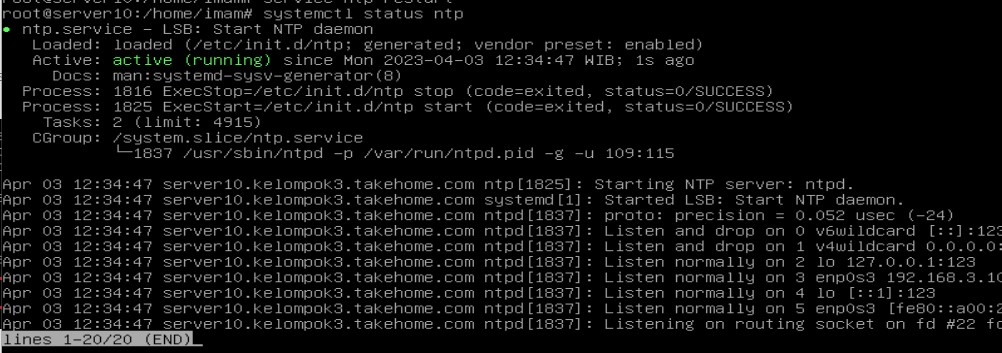 root@server10:/home/imam# service ntp restart
root@server10:/home/imam# systemctl status ntp
● ntp.service - LSB: Start NTP daemon
   Loaded: loaded (/etc/init.d/ntp; generated; vendor preset: enabled)
   Active: active (running) since Mon 2023-04-03 12:34:47 WIB; 1s ago
     Docs: man:systemd-sysv-generator(8)
  Process: 1816 ExecStop=/etc/init.d/ntp stop (code=exited, status=0/SUCCESS)
  Process: 1825 ExecStart=/etc/init.d/ntp start (code=exited, status=0/SUCCESS)
    Tasks: 2 (limit: 4915)
   CGroup: /system.slice/ntp.service
           └─1837 /usr/sbin/ntpd -p /var/run/ntpd.pid -g -u 109:115

Apr 03 12:34:47 server10.kelompok3.takehome.com ntp[1825]: Starting NTP server: ntpd.
Apr 03 12:34:47 server10.kelompok3.takehome.com systemd[1]: Started LSB: Start NTP daemon.
Apr 03 12:34:47 server10.kelompok3.takehome.com ntpd[1837]: proto: precision = 0.052 usec (-24)
Apr 03 12:34:47 server10.kelompok3.takehome.com ntpd[1837]: Listen and drop on 0 v6wildcard [::]:123
Apr 03 12:34:47 server10.kelompok3.takehome.com ntpd[1837]: Listen and drop on 1 v4wildcard 0.0.0.0:
Apr 03 12:34:47 server10.kelompok3.takehome.com ntpd[1837]: Listen normally on 2 lo 127.0.0.1:123
Apr 03 12:34:47 server10.kelompok3.takehome.com ntpd[1837]: Listen normally on 3 enp0s3 192.168.3.10
Apr 03 12:34:47 server10.kelompok3.takehome.com ntpd[1837]: Listen normally on 4 lo [::1]:123
Apr 03 12:34:47 server10.kelompok3.takehome.com ntpd[1837]: Listen normally on 5 enp0s3 [fe80::a00:2
Apr 03 12:34:47 server10.kelompok3.takehome.com ntpd[1837]: Listening on routing socket on fd #22 fo
lines 1-20/20 (END)